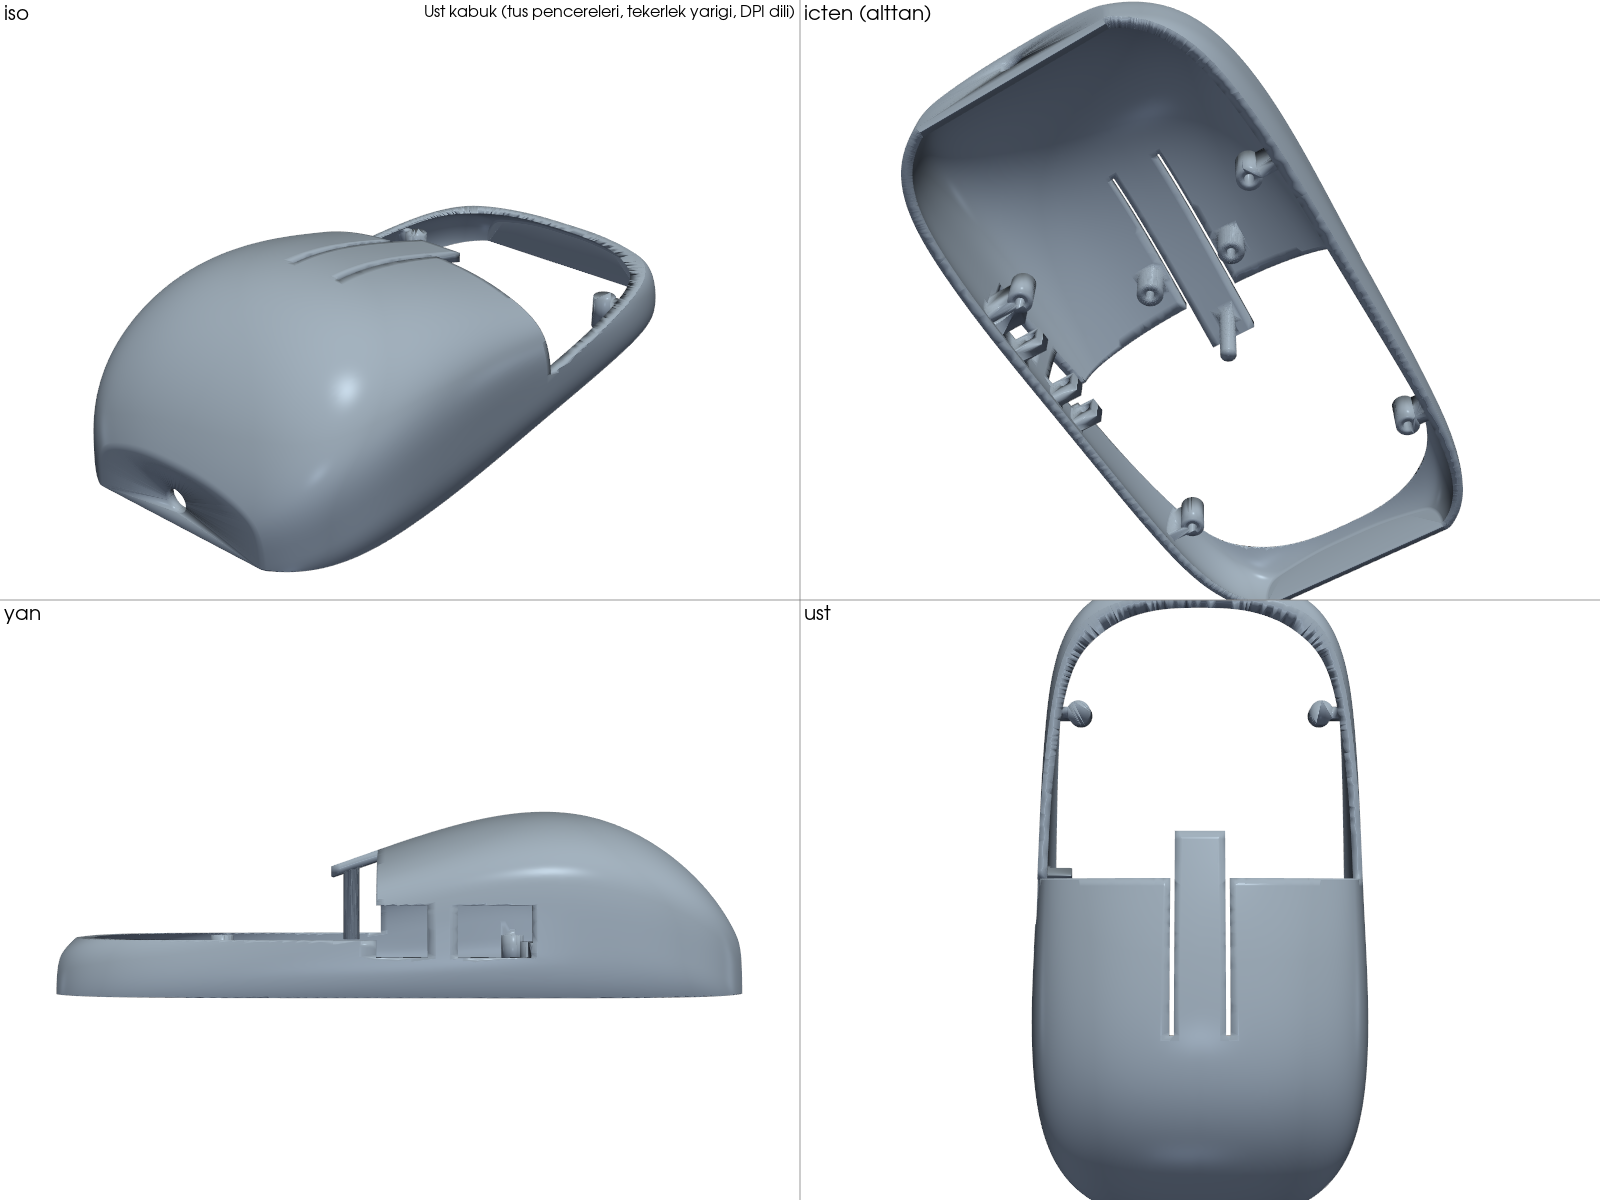 iso
Ust kabuk (tus pencereleri, tekerlek yarigi, DPI dili)
icten (alttan)
yan
ust